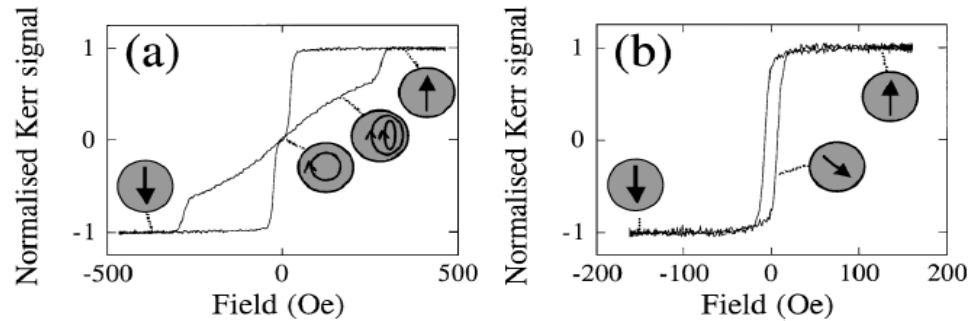 (a)
Normalised Kerr signal
1
0
-1
-500
0
500
Field (Oe)
(b)
Normalised Kerr signal
1
0
-1
-200
-100
0
100
200
Field (Oe)